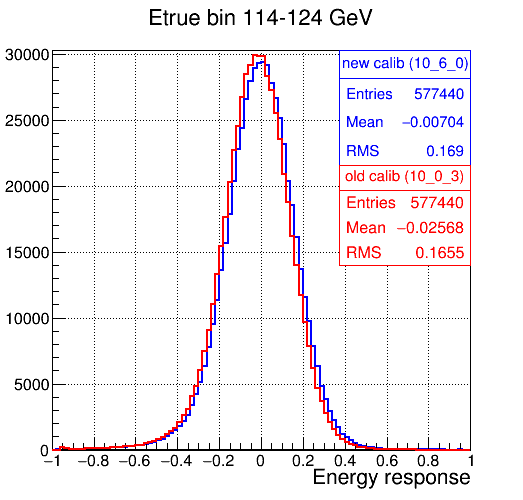 Etrue bin 114-124 GeV
new calib (10_6_0)
Entries 577440
Mean −0.00704
RMS 0.169
old calib (10_0_3)
Entries 577440
Mean −0.02568
RMS 0.1655
30000
25000
20000
15000
10000
5000
0
−1 −0.8 −0.6 −0.4 −0.2 0 0.2 0.4 0.6 0.8 1
Energy response